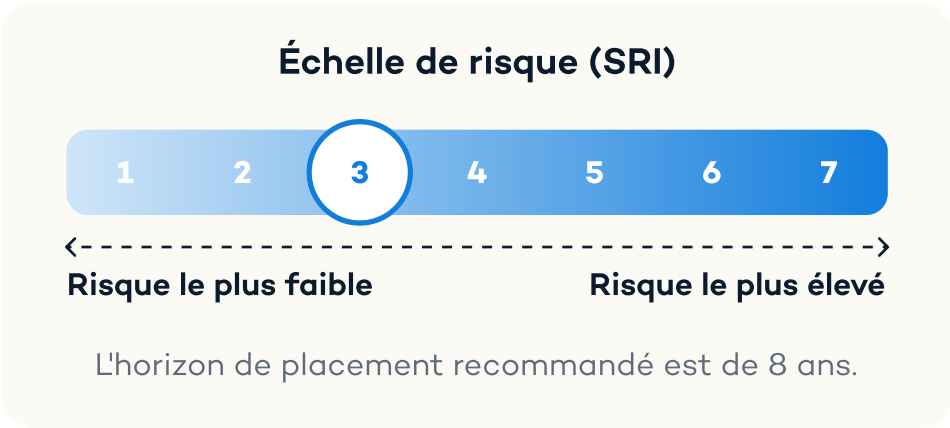 Échelle de risque (SRI)
1 2 3 4 5 6 7
Risque le plus faible Risque le plus élevé
L'horizon de placement recommandé est de 8 ans.